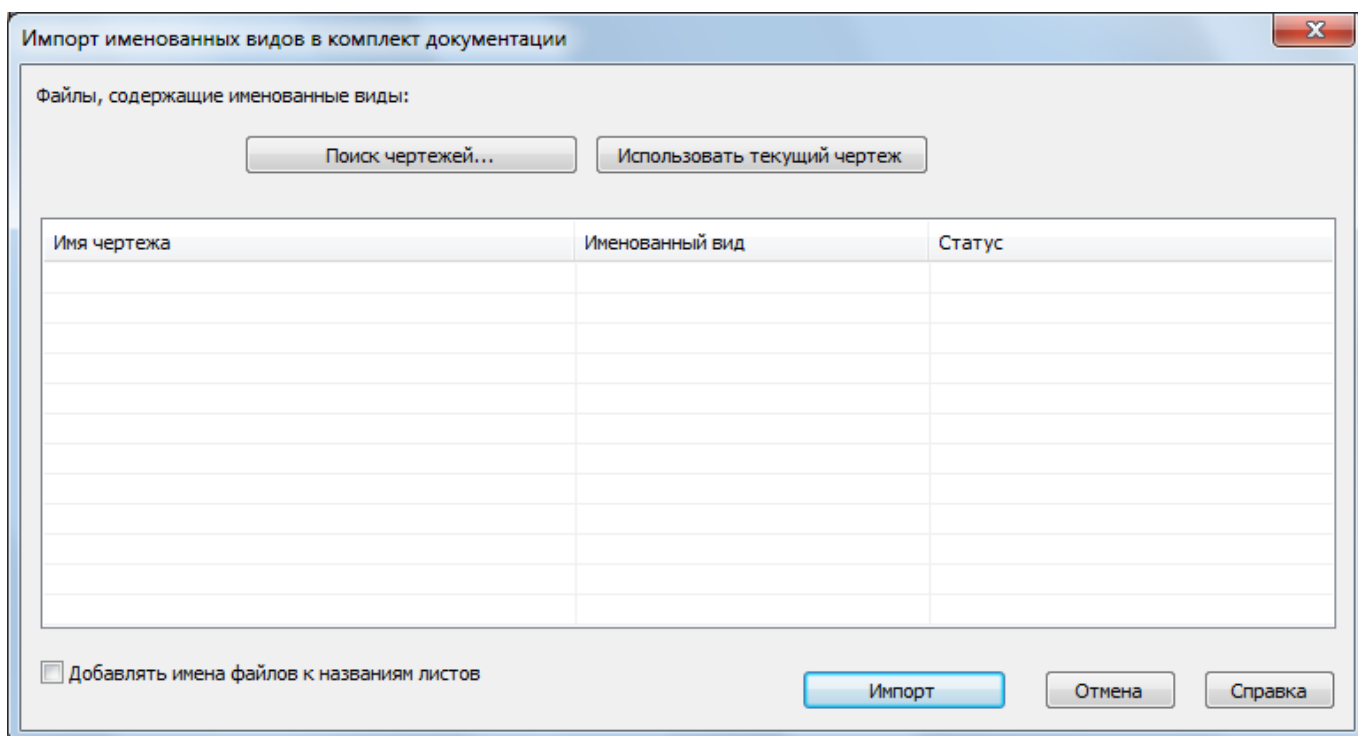 Импорт именованных видов в комплект документации
Файлы, содержащие именованные виды:
Поиск чертежей... Использовать текущий чертеж
Имя чертежа Именованный вид Статус
Добавлять имена файлов к названиям листов
Импорт Отмена Справка